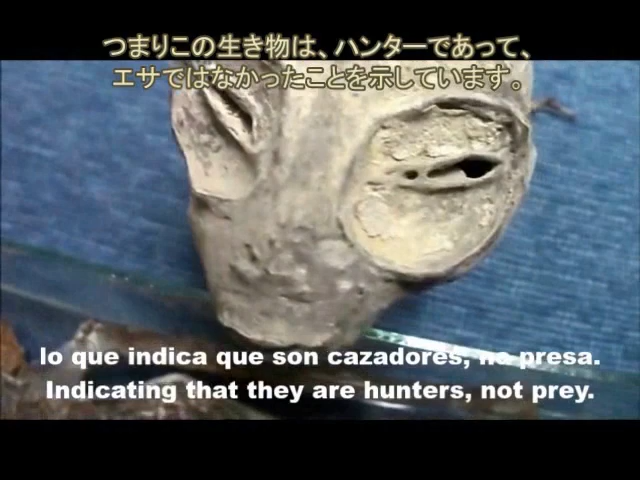 つまりこの生き物は、ハンターであって、
エサではなかったことを示しています。
lo que indica que son cazadores, no presa.
Indicating that they are hunters, not prey.